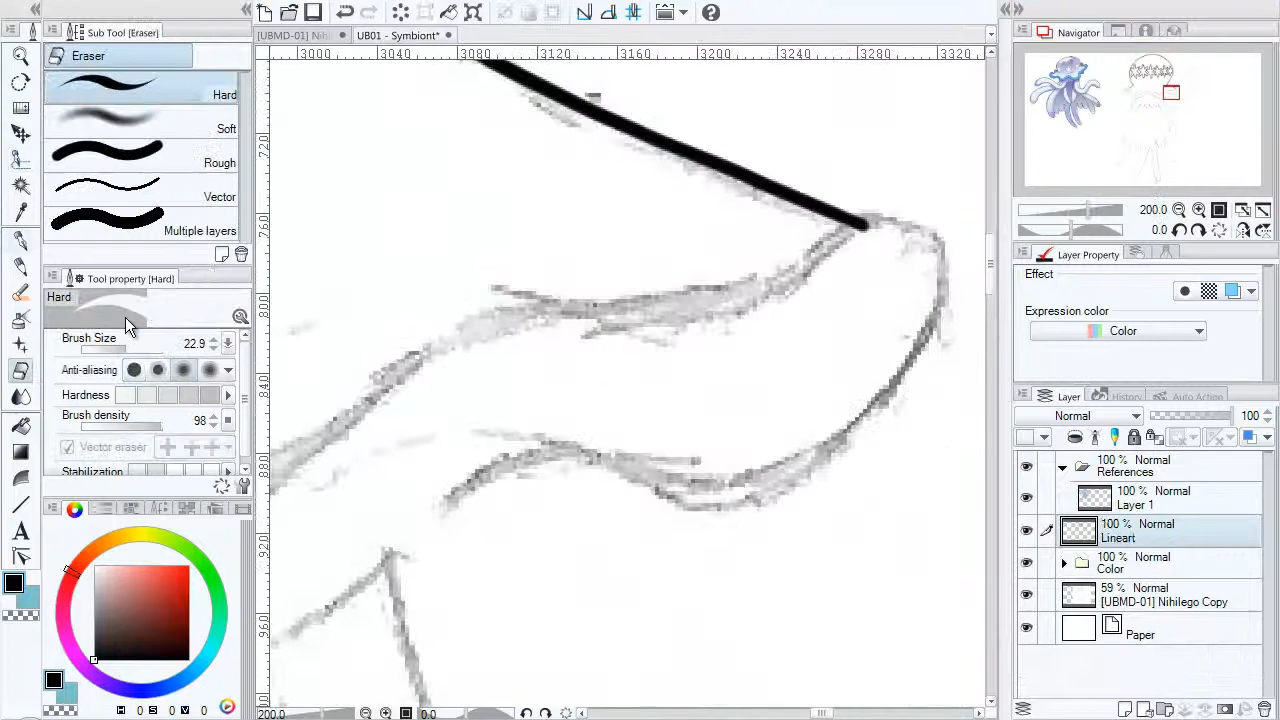 Sub Tool [Eraser]
Eraser
Hard
Soft
Rough
Vector
Multiple layers
Tool property [Hard]
Hard
Brush Size 22.9
Anti-aliasing
Hardness
Brush density 98
Vector eraser
Stabilization
H 0 S 0 V 0
[UBMD-01] Nih
UB01 - Symbiont*
3000 3040 3080 3120 3160 3200 3240 3280 3320
720
760
800
840
880
920
960
200.0
0.0
Navigator
200.0
0.0
Layer Property
Effect
Expression color
Color
Layer
History
Auto Action
Normal 100
100 % Normal
References
100 % Normal
Layer 1
100 % Normal
Lineart
100 % Normal
Color
59 % Normal
[UBMD-01] Nihilego Copy
Paper